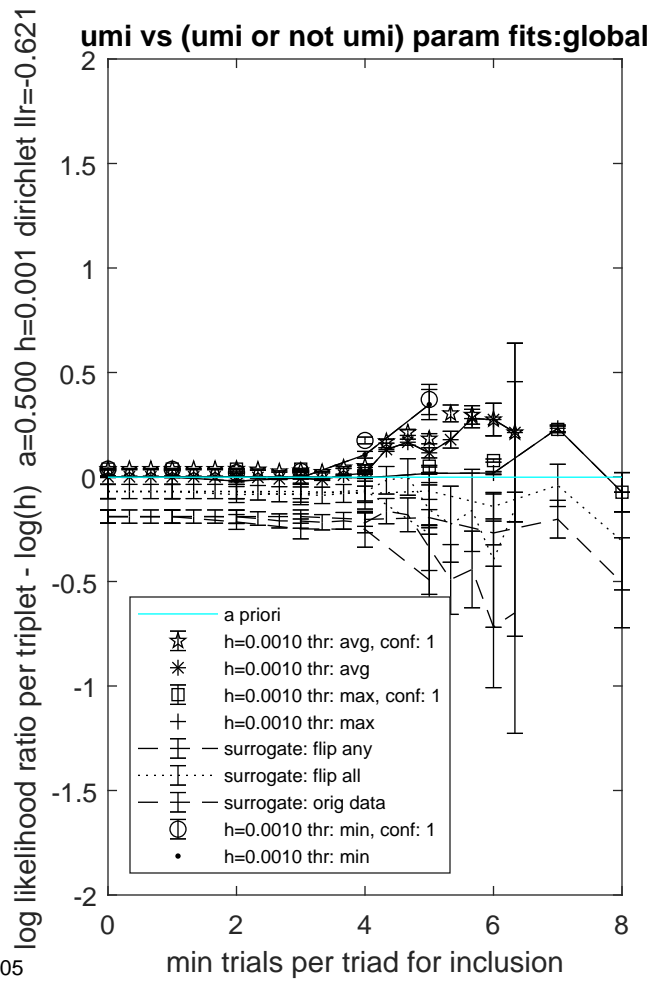 umi vs (umi or not umi) param fits:global
log likelihood ratio per triplet - log(h) a=0.500 h=0.001 dirichlet llr=-0.621
2
1.5
1
0.5
0
-0.5
-1
-1.5
-2
a priori
h=0.0010 thr: avg, conf: 1
h=0.0010 thr: avg
h=0.0010 thr: max, conf: 1
h=0.0010 thr: max
surrogate: flip any
surrogate: flip all
surrogate: orig data
h=0.0010 thr: min, conf: 1
h=0.0010 thr: min
0 2 4 6 8
min trials per triad for inclusion
05